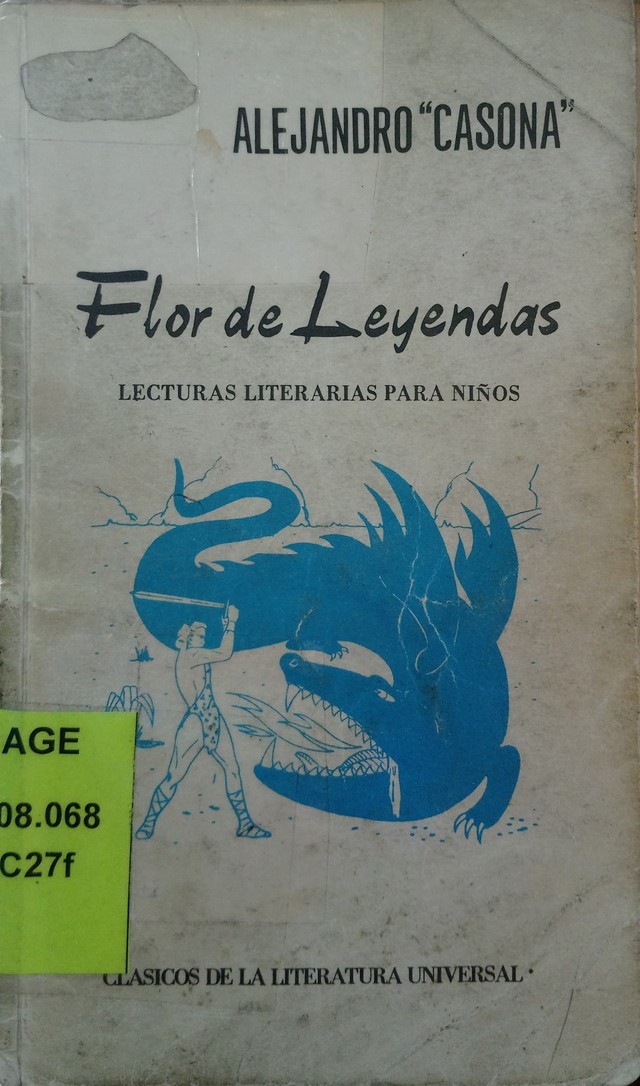 ALEJANDRO "CASONA"
Flor de Leyendas
LECTURAS LITERARIAS PARA NIÑOS
AGE
08.068
C27f
CLASICOS DE LA LITERATURA UNIVERSAL